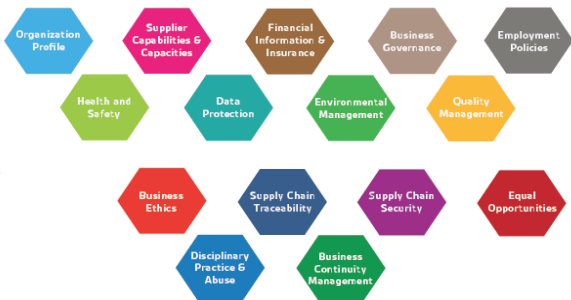 Organization
Profile
Supplier
Capabilities &
Capacities
Financial
Information &
Insurance
Business
Governance
Employment
Policies
Health and
Safety
Data
Protection
Environmental
Management
Quality
Management
Business
Ethics
Supply Chain
Traceability
Supply Chain
Security
Equal
Opportunities
Disciplinary
Practice &
Abuse
Business
Continuity
Management